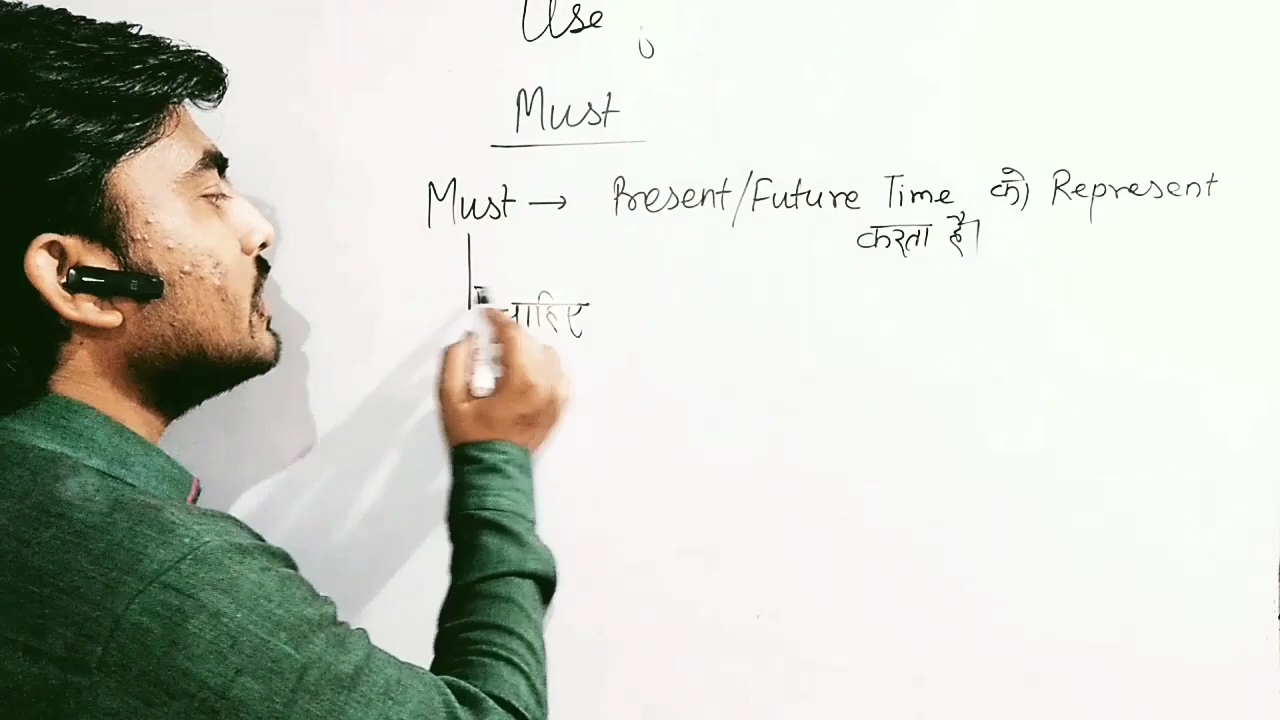 Use
Must
Must → Present/Future Time को Represent
करता है।